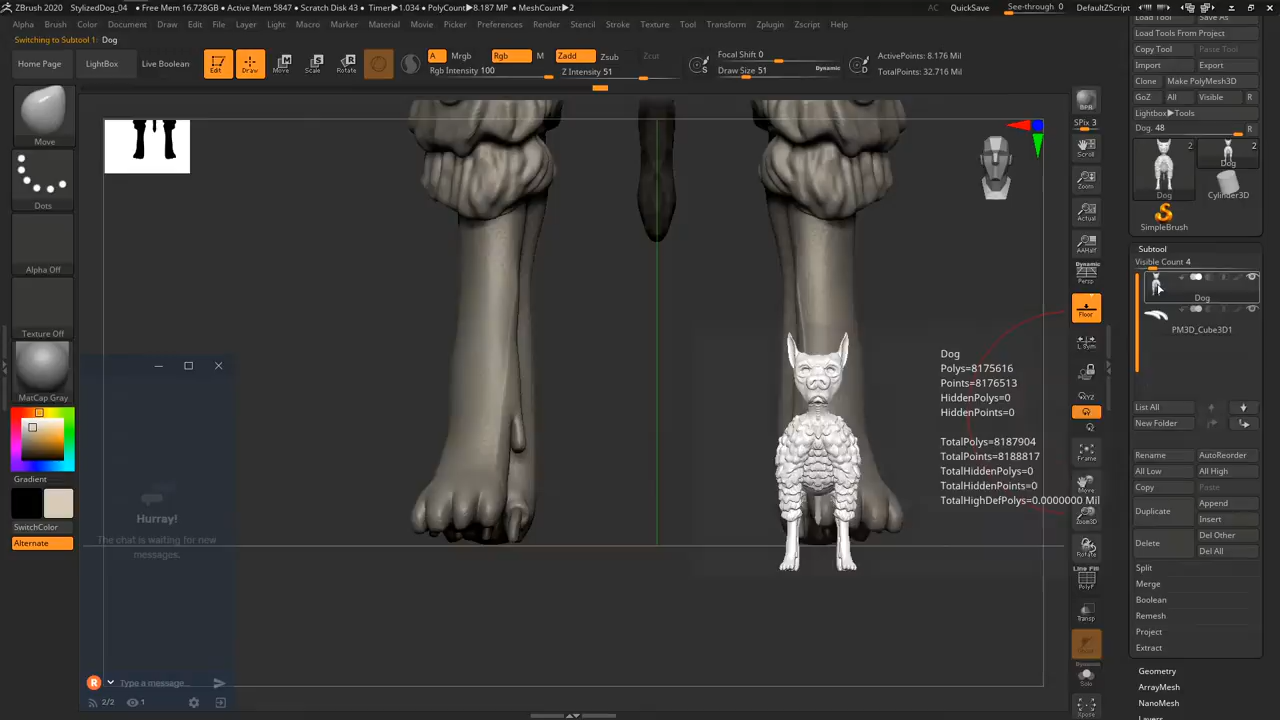 ZBrush 2020 StylizedDog_04 • Free Mem 16.728GB • Active Mem 5847 • Scratch Disk 43 • Timer▶1.034 • PolyCount▶8.187 MP • MeshCount▶2
AC QuickSave See-through 0 DefaultZScript
Alpha Brush Color Document Draw Edit File Layer Light Macro Marker Material Movie Picker Preferences Render Stencil Stroke Texture Tool Transform Zplugin Zscript Help
Switching to Subtool 1: Dog
Home Page LightBox Live Boolean
Edit Draw Move Scale Rotate
A Mrgb Rgb M Zadd Zsub Zcut
Rgb Intensity 100 Z Intensity 51
Focal Shift 0
Draw Size 51 Dynamic
S
D
ActivePoints: 8.176 Mil
TotalPoints: 32.716 Mil
Move
Dots
Alpha Off
Texture Off
MatCap Gray
Gradient
SwitchColor
Alternate
Hurray!
The chat is waiting for new
messages.
R Type a message...
2/2 1
Dog
Polys=8175616
Points=8176513
HiddenPolys=0
HiddenPoints=0
TotalPolys=8187904
TotalPoints=8188817
TotalHiddenPolys=0
TotalHiddenPoints=0
TotalHighDefPolys=0.0000000 Mil
BPR
SPix 3
Scroll
Zoom
Actual
AAHalf
Dynamic
Persp
Floor
L.Sym
Frame
Move
Zoom3D
Rotate
Line Fill
PolyF
Transp
Dynamic
Solo
Xpose
Load Tool Save As
Load Tools From Project
Copy Tool Paste Tool
Import Export
Clone Make PolyMesh3D
GoZ All Visible R
Lightbox▶Tools
Dog. 48 R
2 2
Dog
Dog Cylinder3D
SimpleBrush
Subtool
Visible Count 4
Dog
PM3D_Cube3D1
List All
New Folder
Rename AutoReorder
All Low All High
Copy Paste
Duplicate Append
Insert
Delete Del Other
Del All
Split
Merge
Boolean
Remesh
Project
Extract
Geometry
ArrayMesh
NanoMesh
Layers